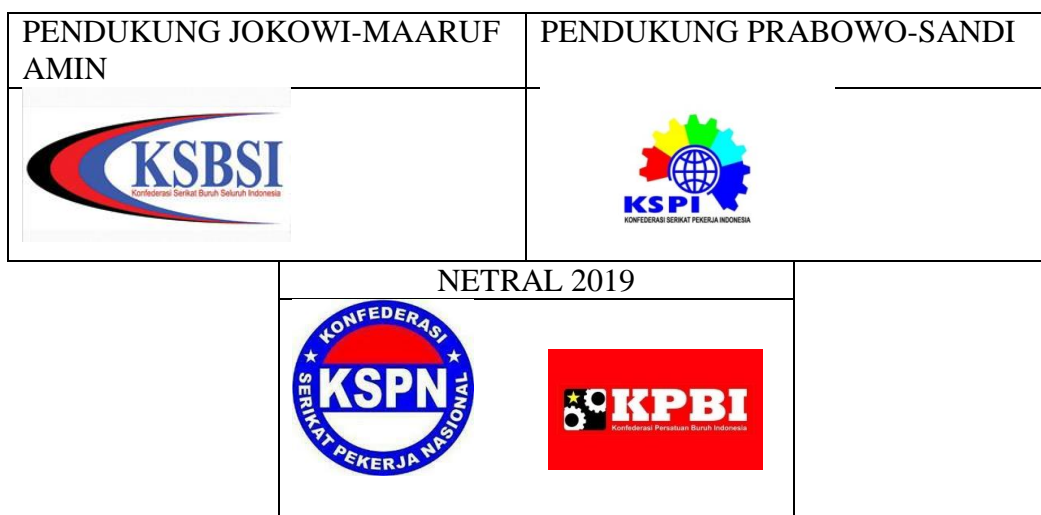 PENDUKUNG JOKOWI-MAARUF
AMIN
PENDUKUNG PRABOWO-SANDI
KSBSI
Konfederasi Serikat Buruh Seluruh Indonesia
KSPI
KONFEDERASI SERIKAT PEKERJA INDONESIA
NETRAL 2019
KONFEDERASI
KSPN
SERIKAT PEKERJA NASIONAL
KPBI
Konfederasi Persatuan Buruh Indonesia